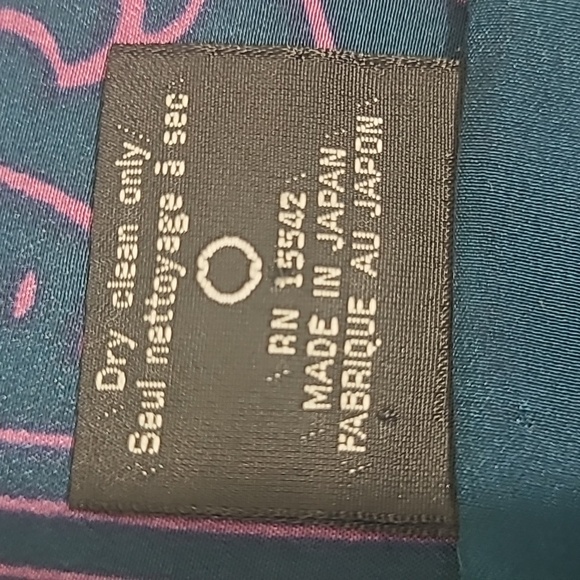 Dry clean only
Seul nettoyage à sec
RN 15542
MADE IN JAPAN
FABRIQUE AU JAPON